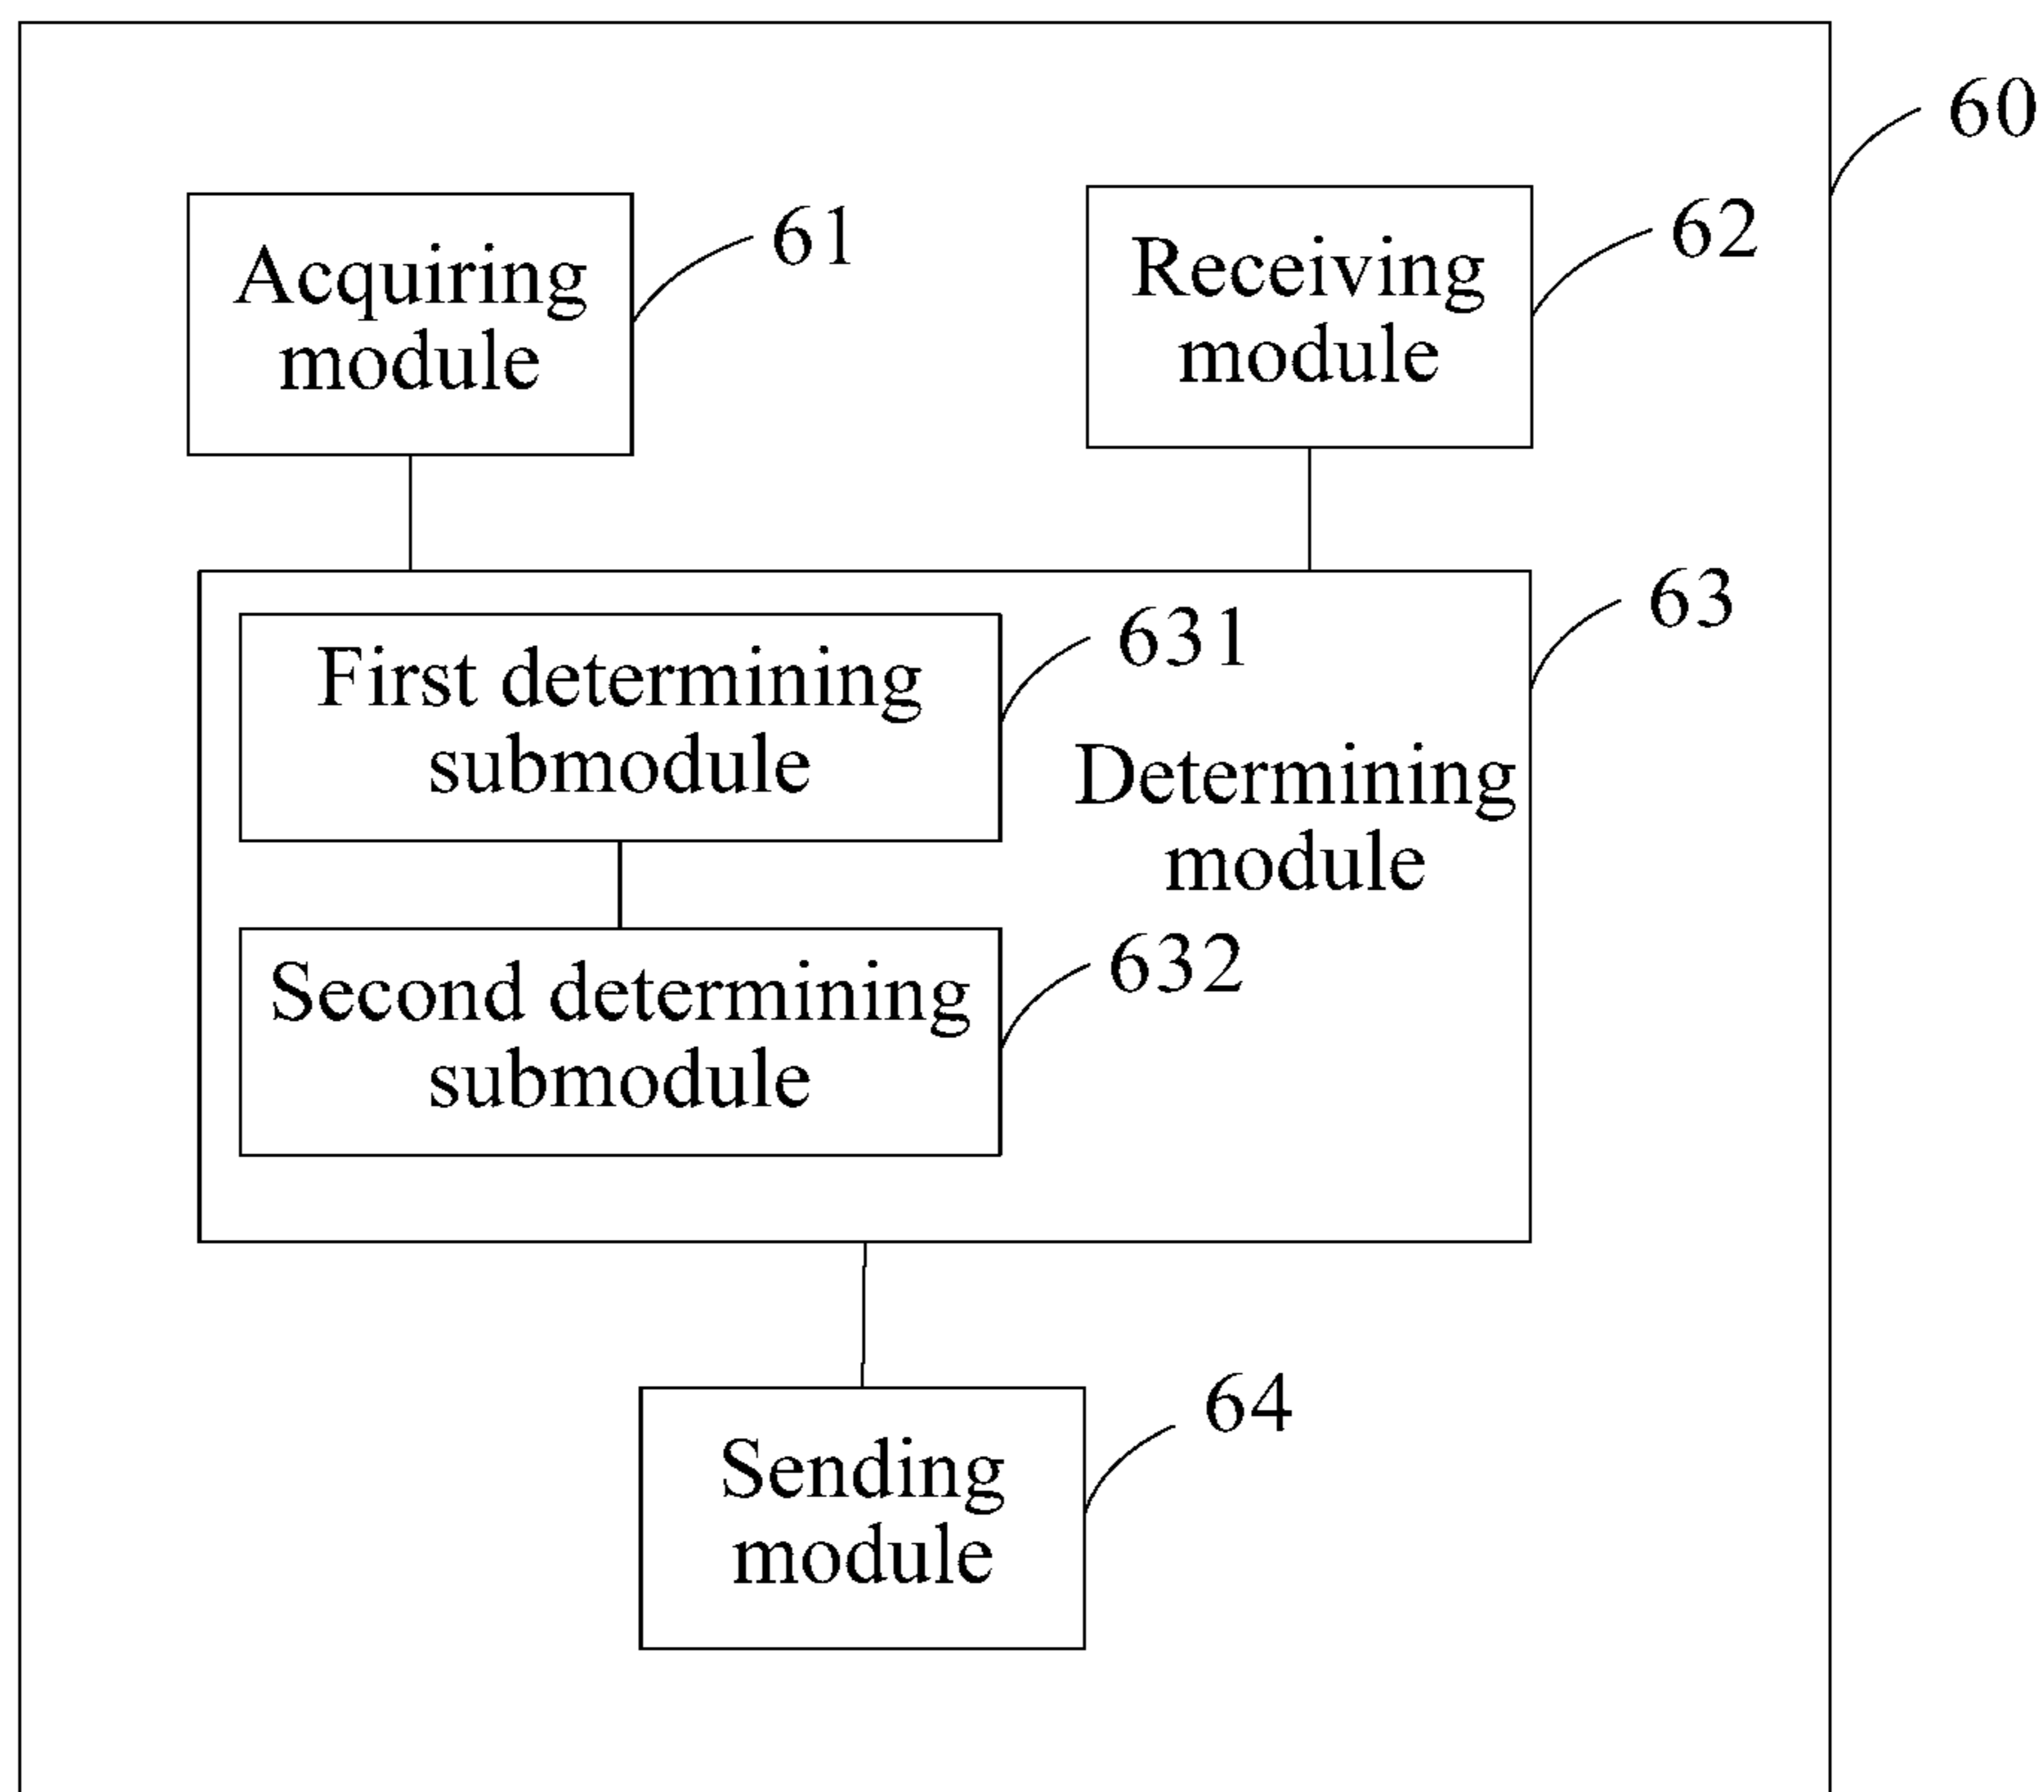 60
61
62
Acquiring
module
Receiving
module
63
631
First determining
submodule
Determining
module
632
Second determining
submodule
64
Sending
module